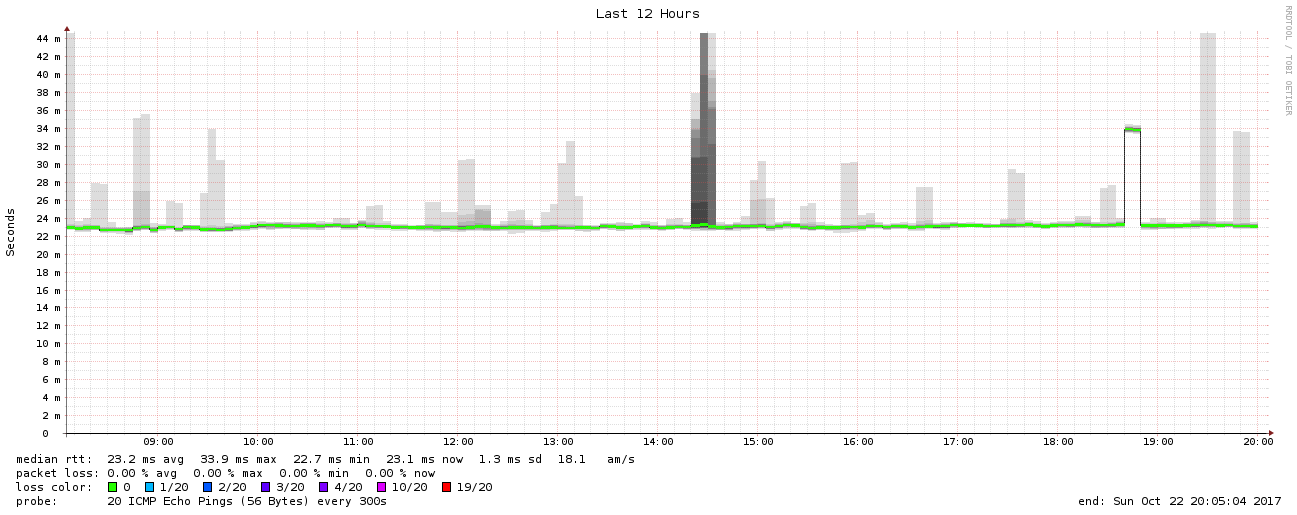 Last 12 Hours
RRDTOOL / TOBI OETIKER
Seconds
44 m
42 m
40 m
38 m
36 m
34 m
32 m
30 m
28 m
26 m
24 m
22 m
20 m
18 m
16 m
14 m
12 m
10 m
8 m
6 m
4 m
2 m
0
09:00 10:00 11:00 12:00 13:00 14:00 15:00 16:00 17:00 18:00 19:00 20:00
median rtt: 23.2 ms avg 33.9 ms max 22.7 ms min 23.1 ms now 1.3 ms sd 18.1 am/s
packet loss: 0.00 % avg 0.00 % max 0.00 % min 0.00 % now
loss color: 0 1/20 2/20 3/20 4/20 10/20 19/20
probe: 20 ICMP Echo Pings (56 Bytes) every 300s
end: Sun Oct 22 20:05:04 2017